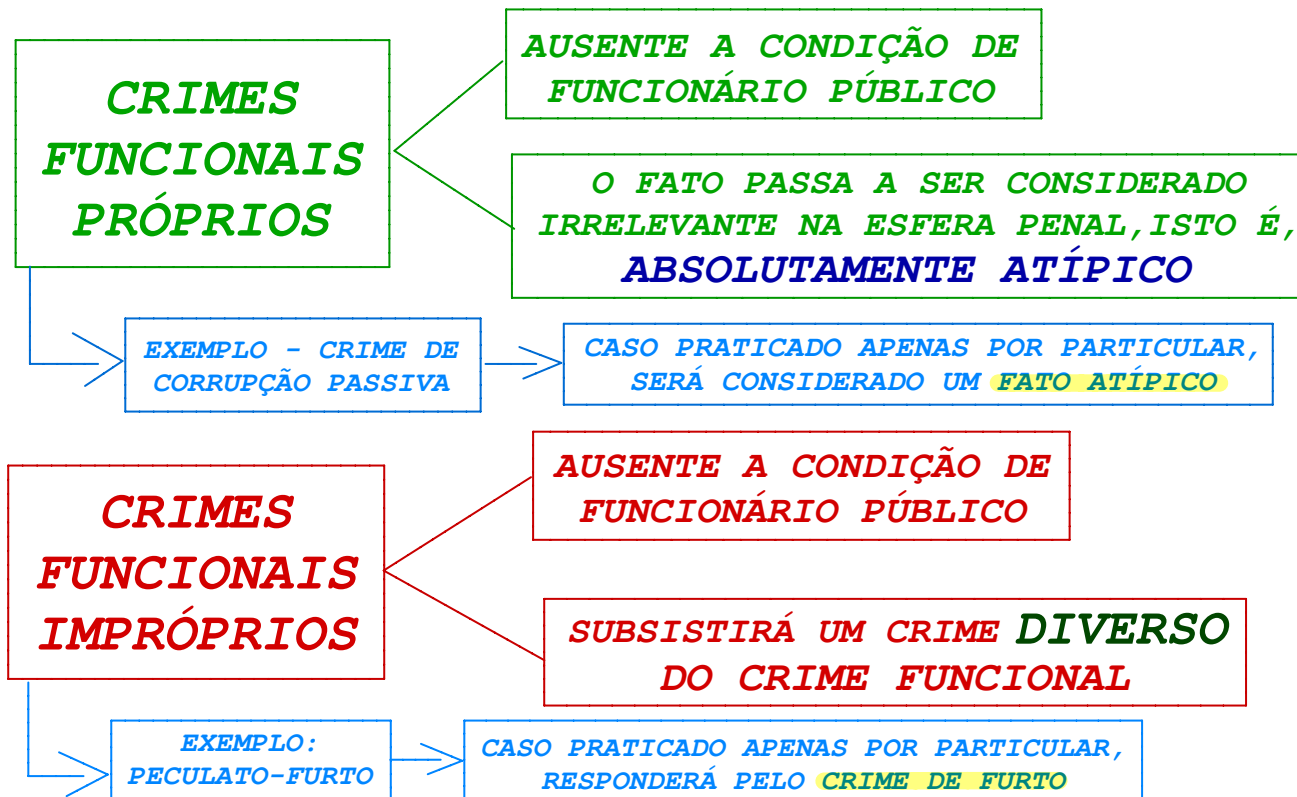 CRIMES
FUNCIONAIS
PRÓPRIOS
AUSENTE A CONDIÇÃO DE
FUNCIONÁRIO PÚBLICO
O FATO PASSA A SER CONSIDERADO
IRRELEVANTE NA ESFERA PENAL,ISTO É,
ABSOLUTAMENTE ATÍPICO
EXEMPLO - CRIME DE
CORRUPÇÃO PASSIVA
CASO PRATICADO APENAS POR PARTICULAR,
SERÁ CONSIDERADO UM FATO ATÍPICO
CRIMES
FUNCIONAIS
IMPRÓPRIOS
AUSENTE A CONDIÇÃO DE
FUNCIONÁRIO PÚBLICO
SUBSISTIRÁ UM CRIME DIVERSO
DO CRIME FUNCIONAL
EXEMPLO:
PECULATO-FURTO
CASO PRATICADO APENAS POR PARTICULAR,
RESPONDERÁ PELO CRIME DE FURTO